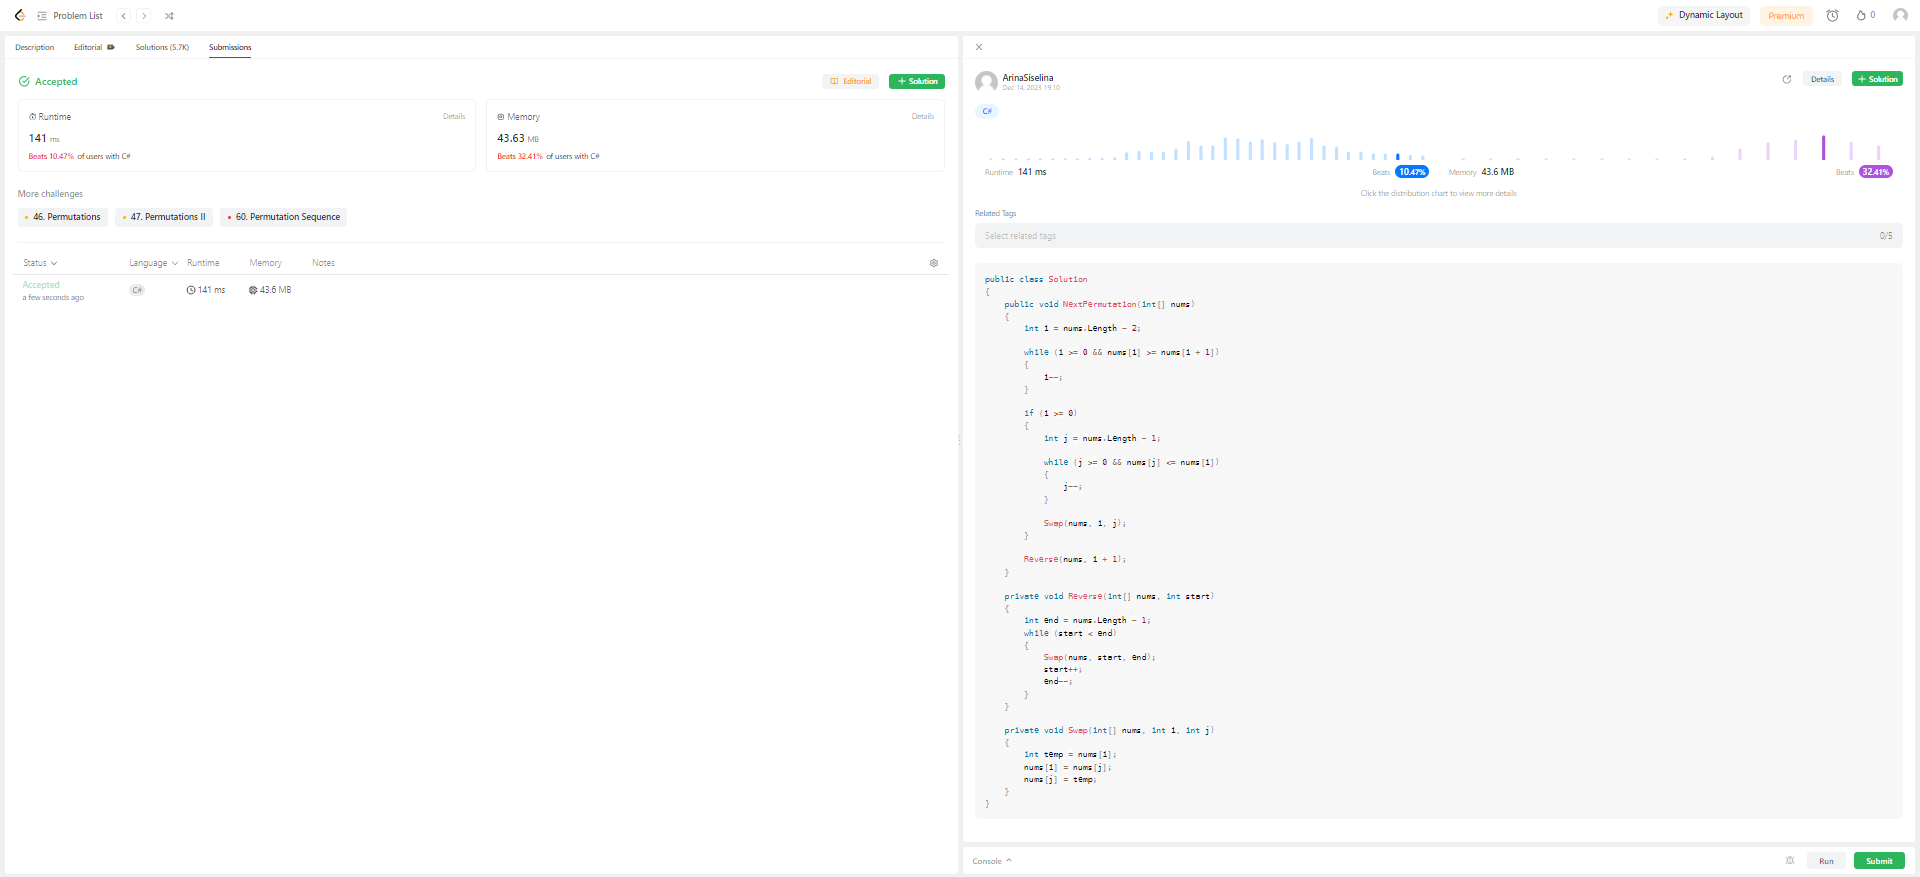 Problem List
Dynamic Layout
Premium
0
Description
Editorial
Solutions (5.7K)
Submissions
Accepted
Editorial
+ Solution
Runtime
Details
141 ms
Beats 10.47% of users with C#
Memory
Details
43.63 MB
Beats 32.41% of users with C#
More challenges
46. Permutations
47. Permutations II
60. Permutation Sequence
Status
Language
Runtime
Memory
Notes
Accepted
a few seconds ago
C#
141 ms
43.6 MB
ArinaSiselina
Dec 14, 2023 19:10
Details
+ Solution
C#
Runtime 141 ms
Beats 10.47%
Memory 43.6 MB
Beats 32.41%
Click the distribution chart to view more details
Related Tags
Select related tags
0/5
public class Solution
{
    public void NextPermutation(int[] nums)
    {
        int i = nums.Length - 2;
        while (i >= 0 && nums[i] >= nums[i + 1])
        {
            i--;
        }
        if (i >= 0)
        {
            int j = nums.Length - 1;
            while (j >= 0 && nums[j] <= nums[i])
            {
                j--;
            }
            Swap(nums, i, j);
        }
        Reverse(nums, i + 1);
    }
    private void Reverse(int[] nums, int start)
    {
        int end = nums.Length - 1;
        while (start < end)
        {
            Swap(nums, start, end);
            start++;
            end--;
        }
    }
    private void Swap(int[] nums, int i, int j)
    {
        int temp = nums[i];
        nums[i] = nums[j];
        nums[j] = temp;
    }
}
Console
Run
Submit